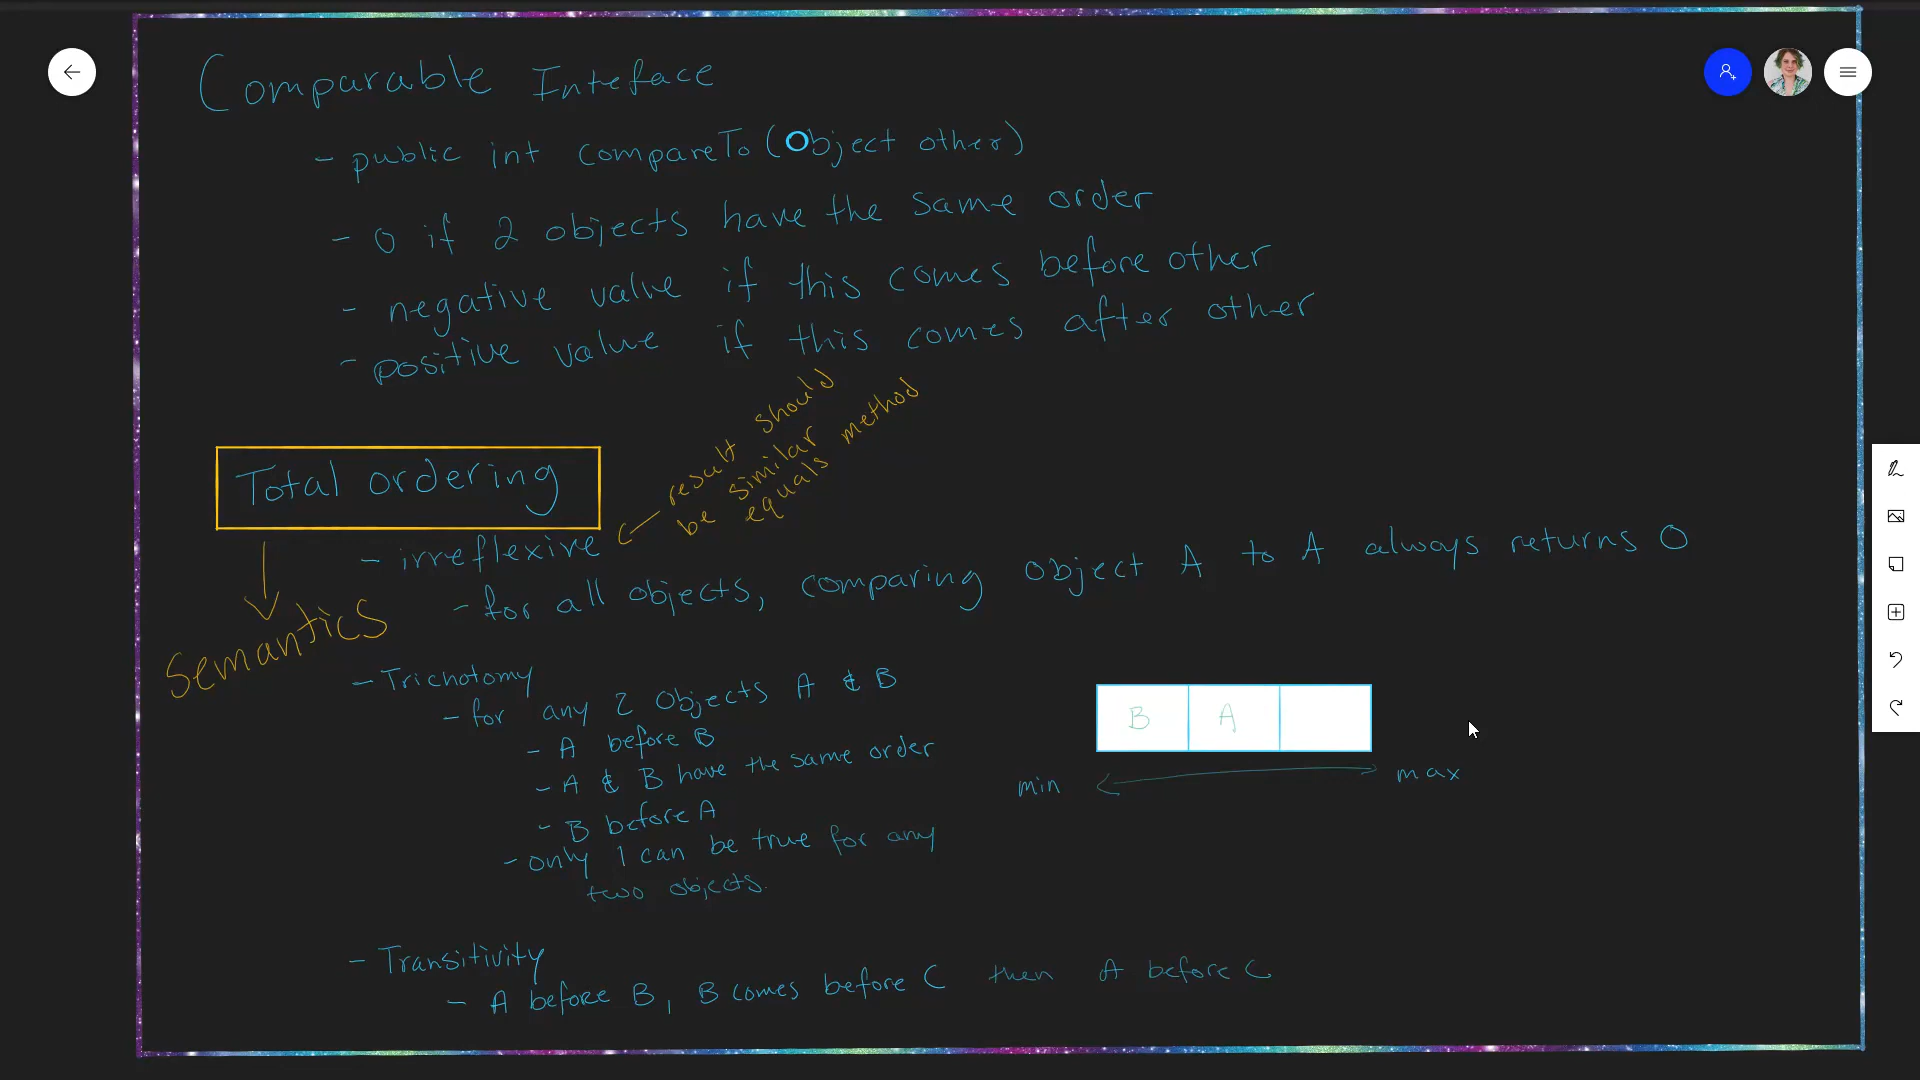 Comparable Inteface
- public int compareTo (Object other)
- 0 if 2 objects have the same order
- negative value if this comes before other
- positive value if this comes after other
result should
be similar
equals method
Total ordering
- irreflexive
- for all objects, comparing object A to A always returns 0
Semantics
- Trichotomy
- for any 2 Objects A & B
- A before B
- A & B have the same order
- B before A
- only 1 can be true for any
two objects.
B A
min max
- Transitivity
- A before B, B comes before C then A before C